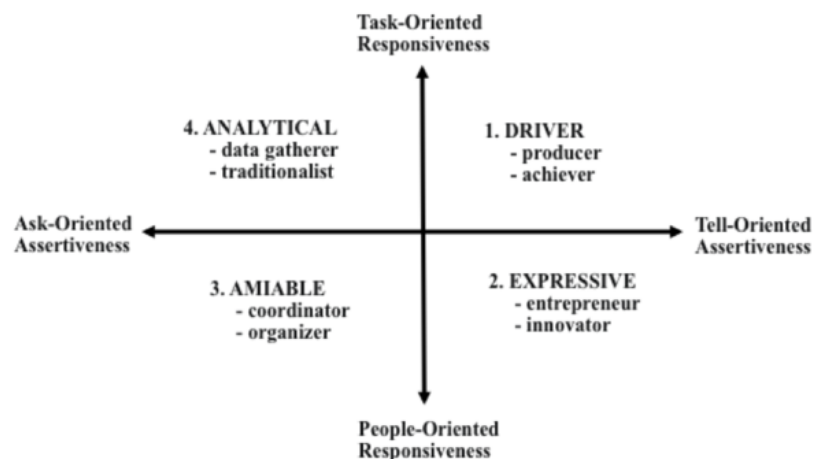 Task-Oriented
Responsiveness
4. ANALYTICAL
- data gatherer
- traditionalist
1. DRIVER
- producer
- achiever
Ask-Oriented
Assertiveness
Tell-Oriented
Assertiveness
3. AMIABLE
- coordinator
- organizer
2. EXPRESSIVE
- entrepreneur
- innovator
People-Oriented
Responsiveness